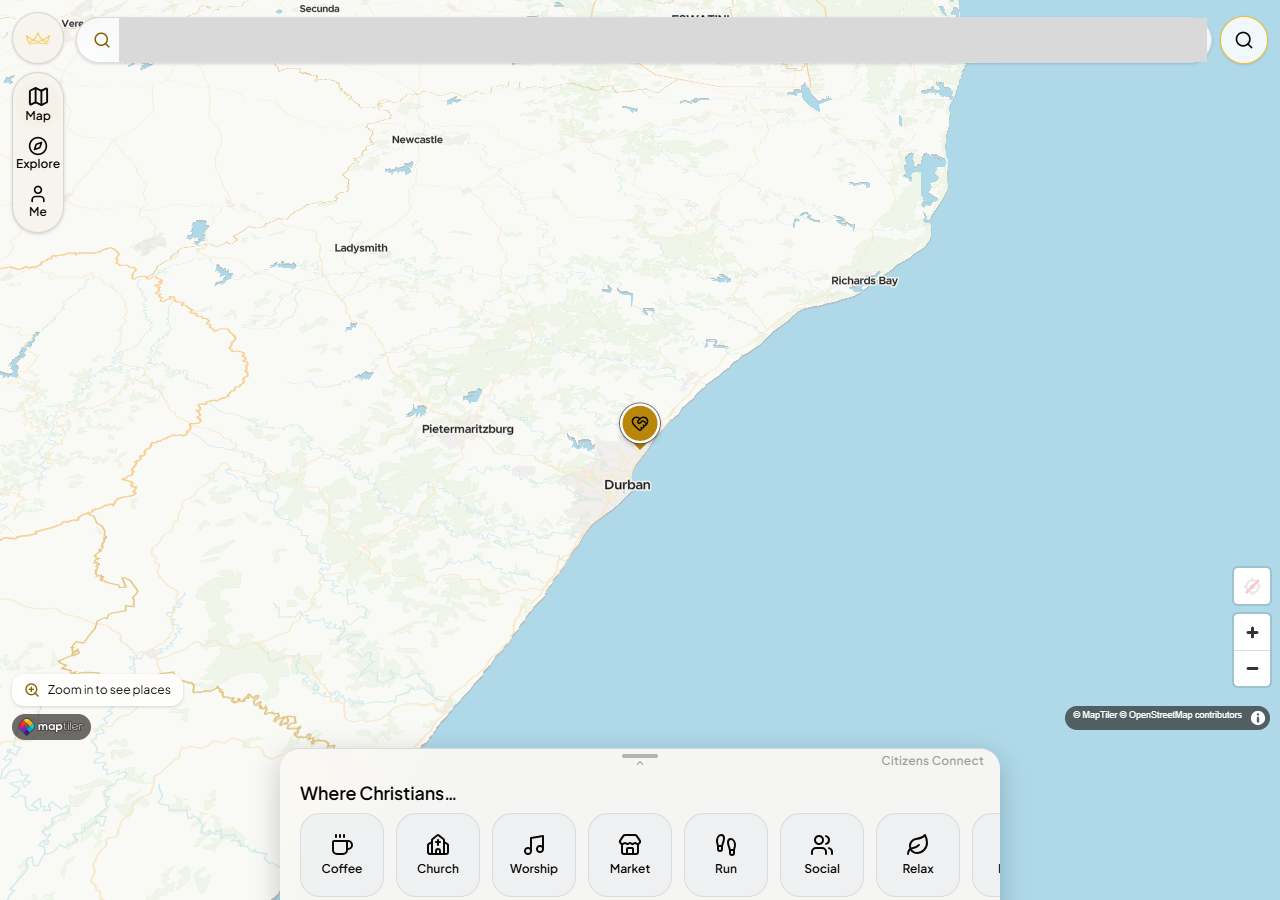 Secunda
Map
Explore
Me
Newcastle
Ladysmith
Richards Bay
Pietermaritzburg
Durban
Zoom in to see places
maptiler
© MapTiler © OpenStreetMap contributors
Citizens Connect
Where Christians...
Coffee
Church
Worship
Market
Run
Social
Relax